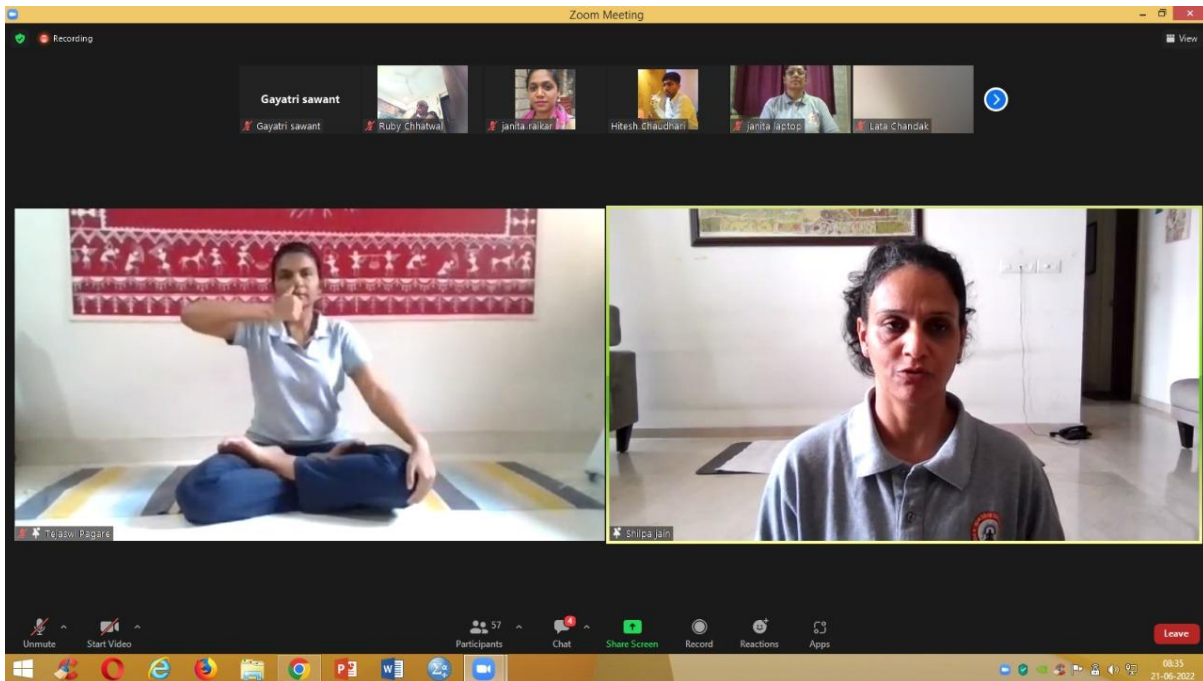 Zoom Meeting
Recording
View
Gayatri sawant
Gayatri sawant
Ruby Chhatwal
janita raikar
Hitesh Chaudhari
janita laptop
Lata Chandak
Tejaswi Pagare
Shilpa jain
Unmute
Start Video
57
Participants
4
Chat
Share Screen
Record
Reactions
Apps
Leave
08:35
21-06-2022